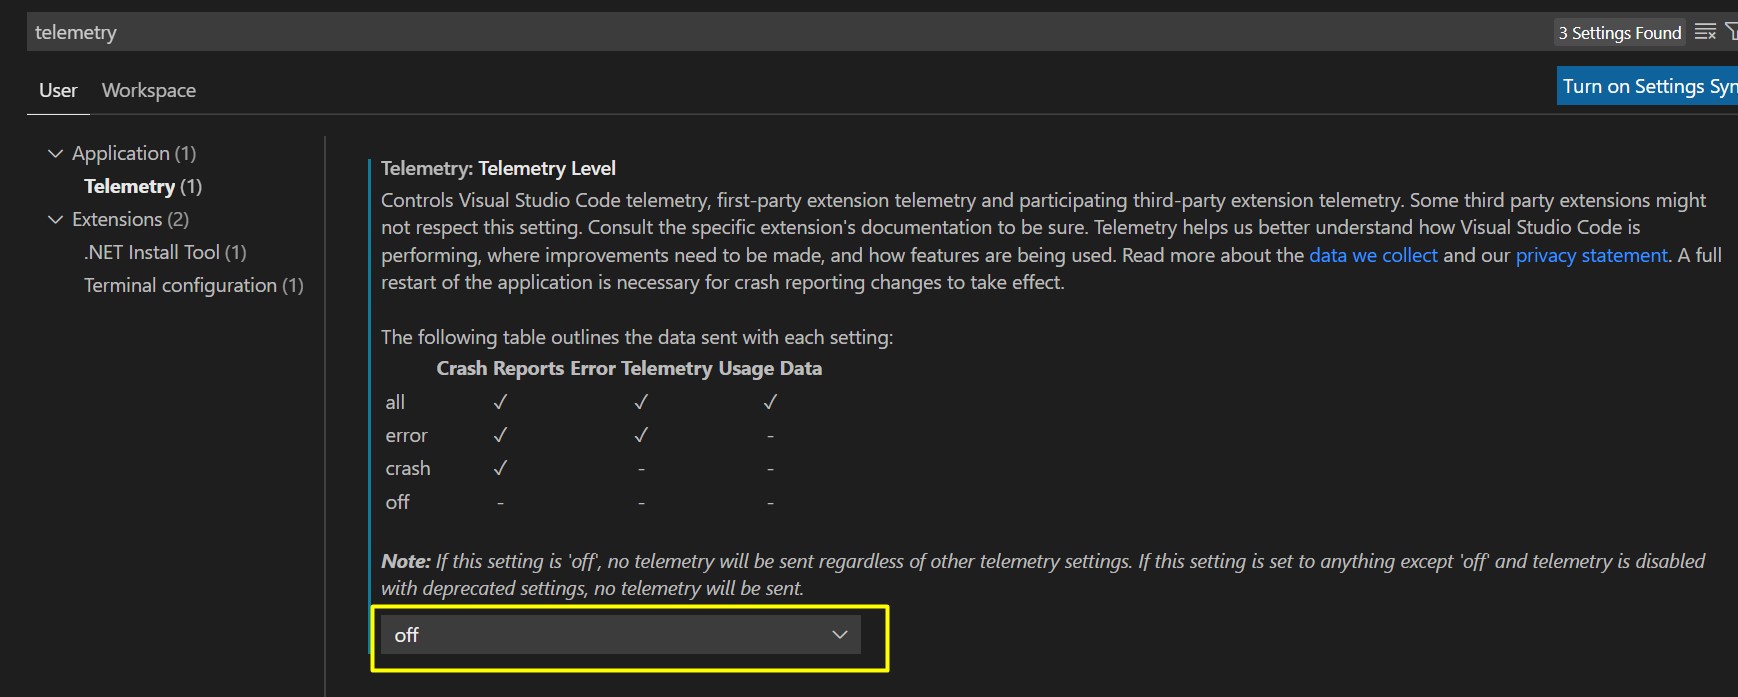 telemetry
3 Settings Found
User Workspace
Turn on Settings Syn
Application (1)
Telemetry (1)
Extensions (2)
.NET Install Tool (1)
Terminal configuration (1)
Telemetry: Telemetry Level
Controls Visual Studio Code telemetry, first-party extension telemetry and participating third-party extension telemetry. Some third party extensions might
not respect this setting. Consult the specific extension's documentation to be sure. Telemetry helps us better understand how Visual Studio Code is
performing, where improvements need to be made, and how features are being used. Read more about the data we collect and our privacy statement. A full
restart of the application is necessary for crash reporting changes to take effect.
The following table outlines the data sent with each setting:
Crash Reports Error Telemetry Usage Data
all ✓ ✓ ✓
error ✓ ✓ -
crash ✓ - -
off - - -
Note: If this setting is 'off', no telemetry will be sent regardless of other telemetry settings. If this setting is set to anything except 'off' and telemetry is disabled
with deprecated settings, no telemetry will be sent.
off